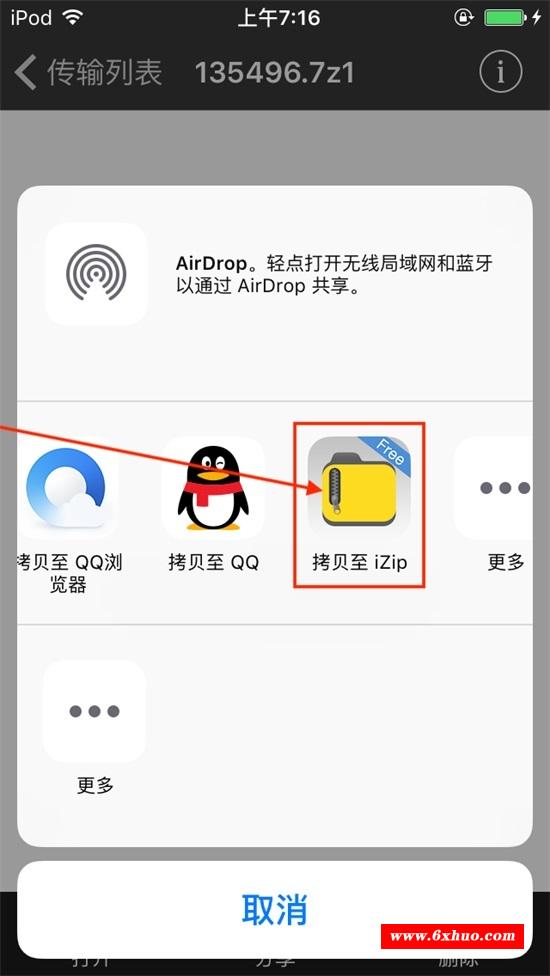 iPod 上午7:16
传输列表 135496.7z1
AirDrop。轻点打开无线局域网和蓝牙
以通过 AirDrop 共享。
Free
拷贝至 QQ浏
览器
拷贝至 QQ
拷贝至 iZip
更多
更多
取消
www.6xhuo.com
打开 分享 删除